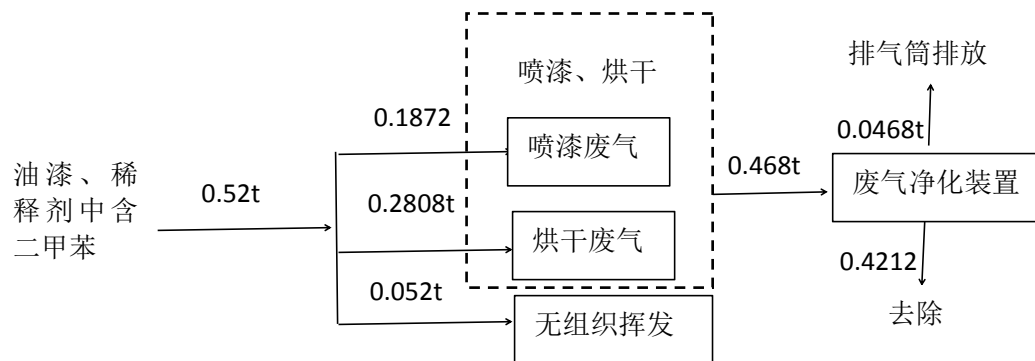 排气筒排放
喷漆、烘干
0.1872
0.0468t
喷漆废气
油漆、稀
释剂中含
二甲苯
0.52t
0.468t
废气净化装置
0.2808t
烘干废气
0.4212
0.052t
无组织挥发
去除